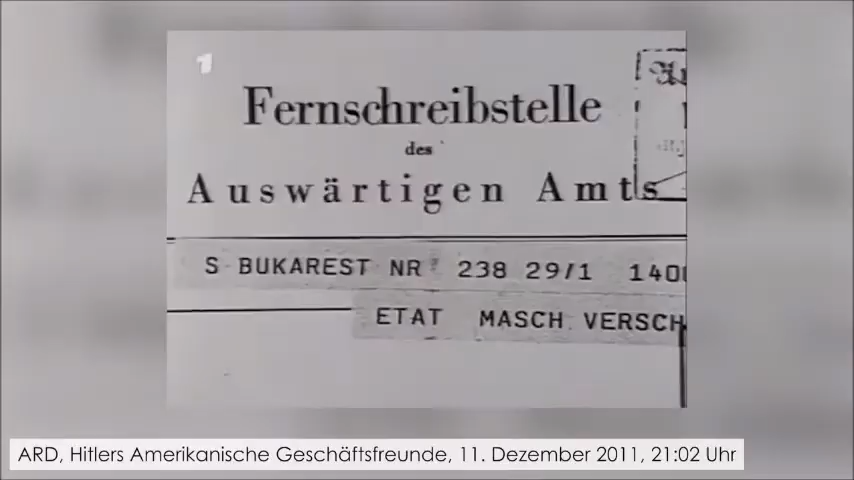 1
Fernschreibstelle
des
Auswärtigen Amts
S BUKAREST NR 238 29/1
ETAT MASCH VERSCH
ARD, Hitlers Amerikanische Geschäftsfreunde, 11. Dezember 2011, 21:02 Uhr